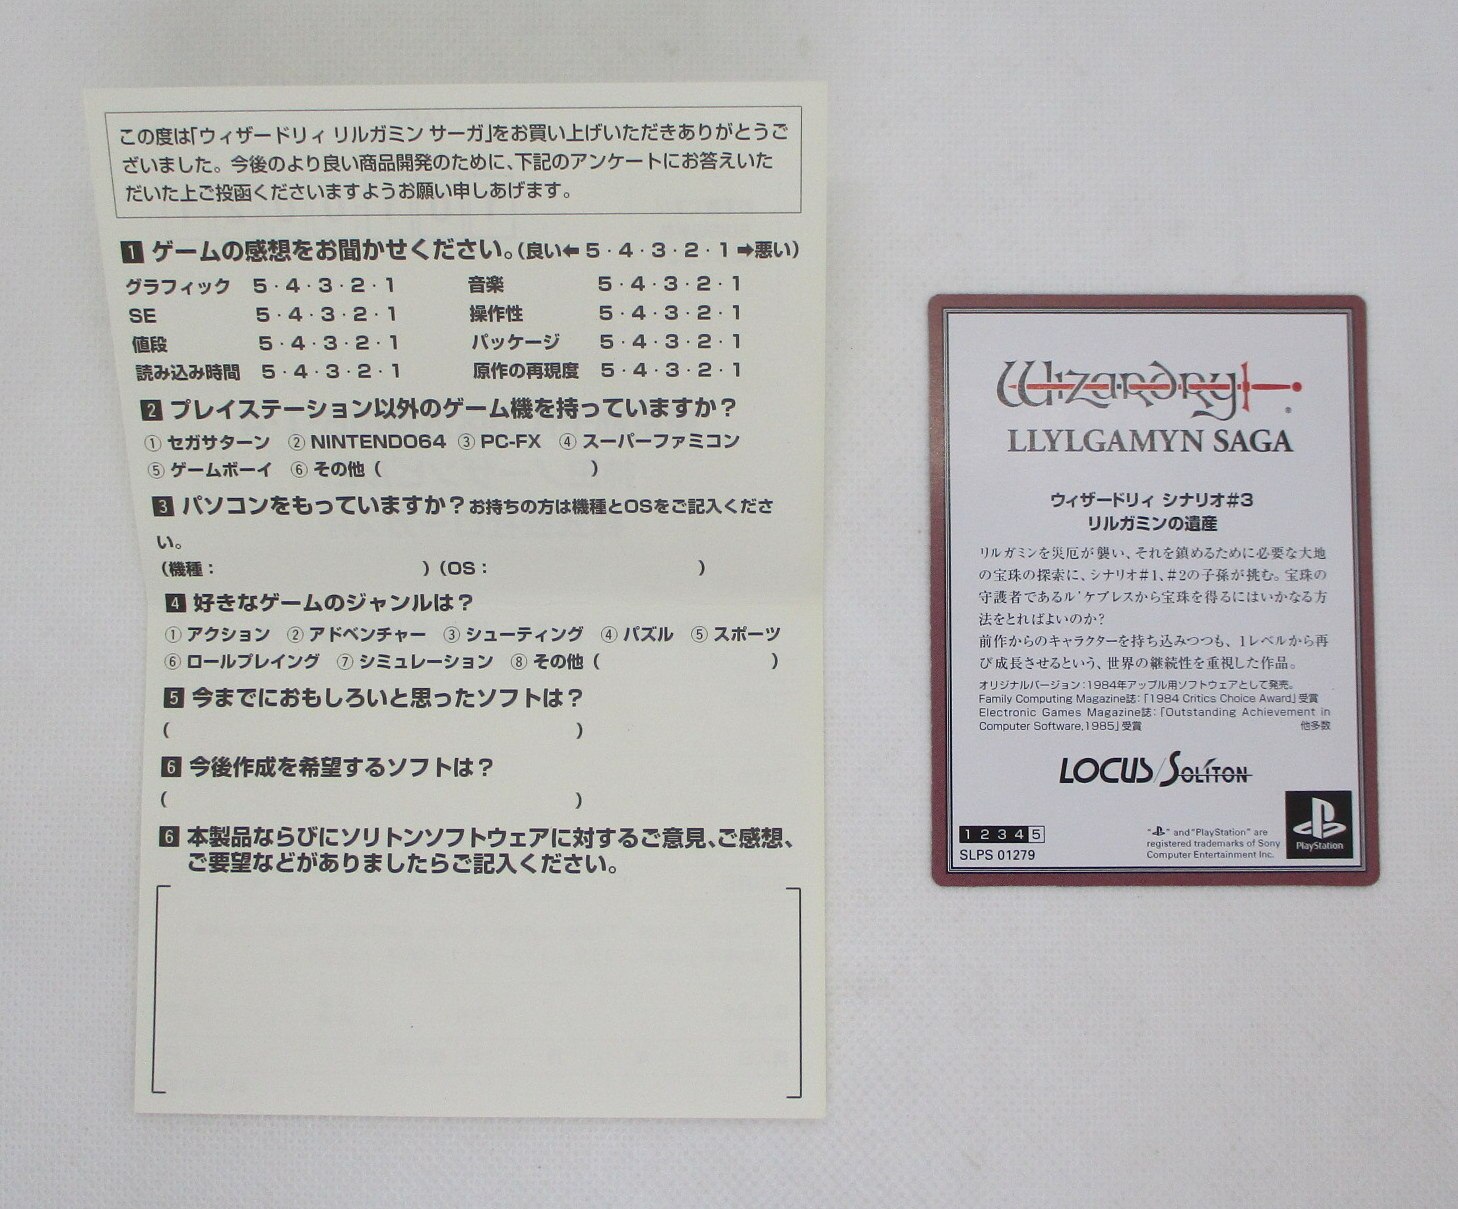 この度は「ウィザードリィ リルガミン サーガ」をお買い上げいただきありがとうご
ざいました。今後のより良い商品開発のために、下記のアンケートにお答えいた
だいた上ご投函くださいますようお願い申しあげます。
1 ゲームの感想をお聞かせください。(良い⬅ 5・4・3・2・1 ➡悪い)
グラフィック 5・4・3・2・1 音楽 5・4・3・2・1
SE 5・4・3・2・1 操作性 5・4・3・2・1
値段 5・4・3・2・1 パッケージ 5・4・3・2・1
読み込み時間 5・4・3・2・1 原作の再現度 5・4・3・2・1
2 プレイステーション以外のゲーム機を持っていますか?
① セガサターン ② NINTENDO64 ③ PC-FX ④ スーパーファミコン
⑤ ゲームボーイ ⑥ その他 ( )
3 パソコンをもっていますか?お持ちの方は機種とOSをご記入くださ
い。
(機種: ) (OS: )
4 好きなゲームのジャンルは?
① アクション ② アドベンチャー ③ シューティング ④ パズル ⑤ スポーツ
⑥ ロールプレイング ⑦ シミュレーション ⑧ その他 ( )
5 今までにおもしろいと思ったソフトは?
( )
6 今後作成を希望するソフトは?
( )
6 本製品ならびにソリトンソフトウェアに対するご意見、ご感想、
ご要望などがありましたらご記入ください。
Wizardry®
LLYLGAMYN SAGA
ウィザードリィ シナリオ#3
リルガミンの遺産
リルガミンを災厄が襲い、それを鎮めるために必要な大地
の宝珠の探索に、シナリオ#1、#2の子孫が挑む。宝珠の
守護者であるル'ケブレスから宝珠を得るにはいかなる方
法をとればよいのか?
前作からのキャラクターを持ち込みつつも、1レベルから再
び成長させるという、世界の継続性を重視した作品。
オリジナルバージョン:1984年アップル用ソフトウェアとして発売。
Family Computing Magazine誌:「1984 Critics Choice Award」受賞
Electronic Games Magazine誌:「Outstanding Achievement in
Computer Software,1985」受賞 他多数
LOCUS/SOLITON
1 2 3 4 5
SLPS 01279
"PS" and "PlayStation" are
registered trademarks of Sony
Computer Entertainment Inc.
PlayStation